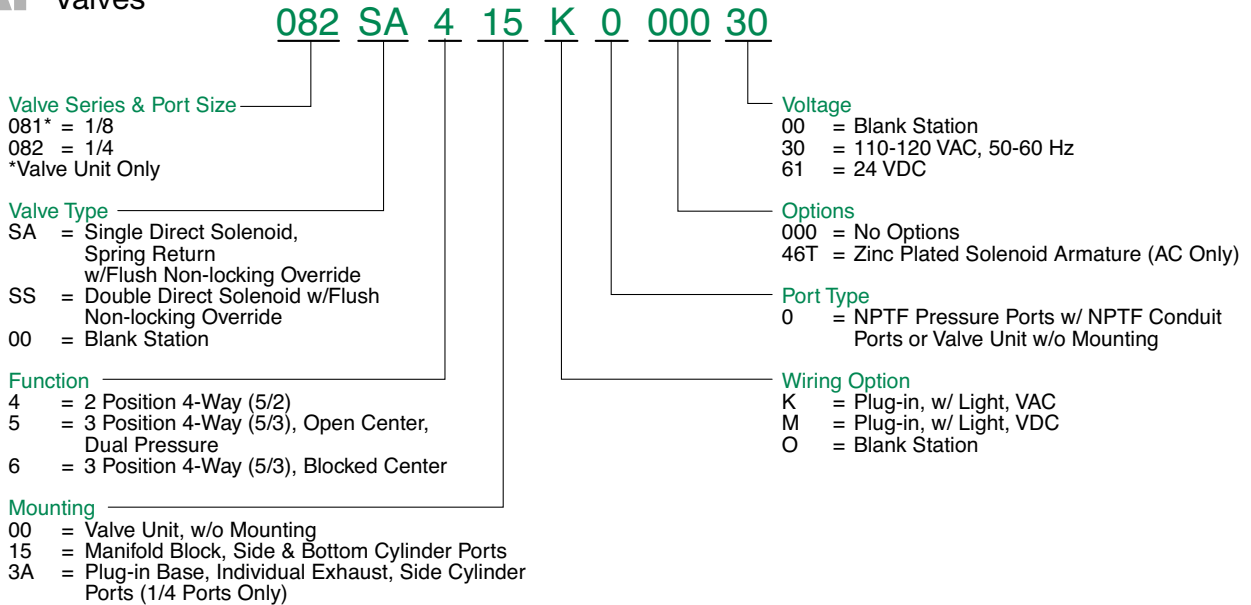 Valves
082 SA 4 15 K 0 000 30
Valve Series & Port Size
081* = 1/8
082 = 1/4
*Valve Unit Only
Valve Type
SA = Single Direct Solenoid,
Spring Return
w/Flush Non-locking Override
SS = Double Direct Solenoid w/Flush
Non-locking Override
00 = Blank Station
Function
4 = 2 Position 4-Way (5/2)
5 = 3 Position 4-Way (5/3), Open Center,
Dual Pressure
6 = 3 Position 4-Way (5/3), Blocked Center
Mounting
00 = Valve Unit, w/o Mounting
15 = Manifold Block, Side & Bottom Cylinder Ports
3A = Plug-in Base, Individual Exhaust, Side Cylinder
Ports (1/4 Ports Only)
Voltage
00 = Blank Station
30 = 110-120 VAC, 50-60 Hz
61 = 24 VDC
Options
000 = No Options
46T = Zinc Plated Solenoid Armature (AC Only)
Port Type
0 = NPTF Pressure Ports w/ NPTF Conduit
Ports or Valve Unit w/o Mounting
Wiring Option
K = Plug-in, w/ Light, VAC
M = Plug-in, w/ Light, VDC
O = Blank Station